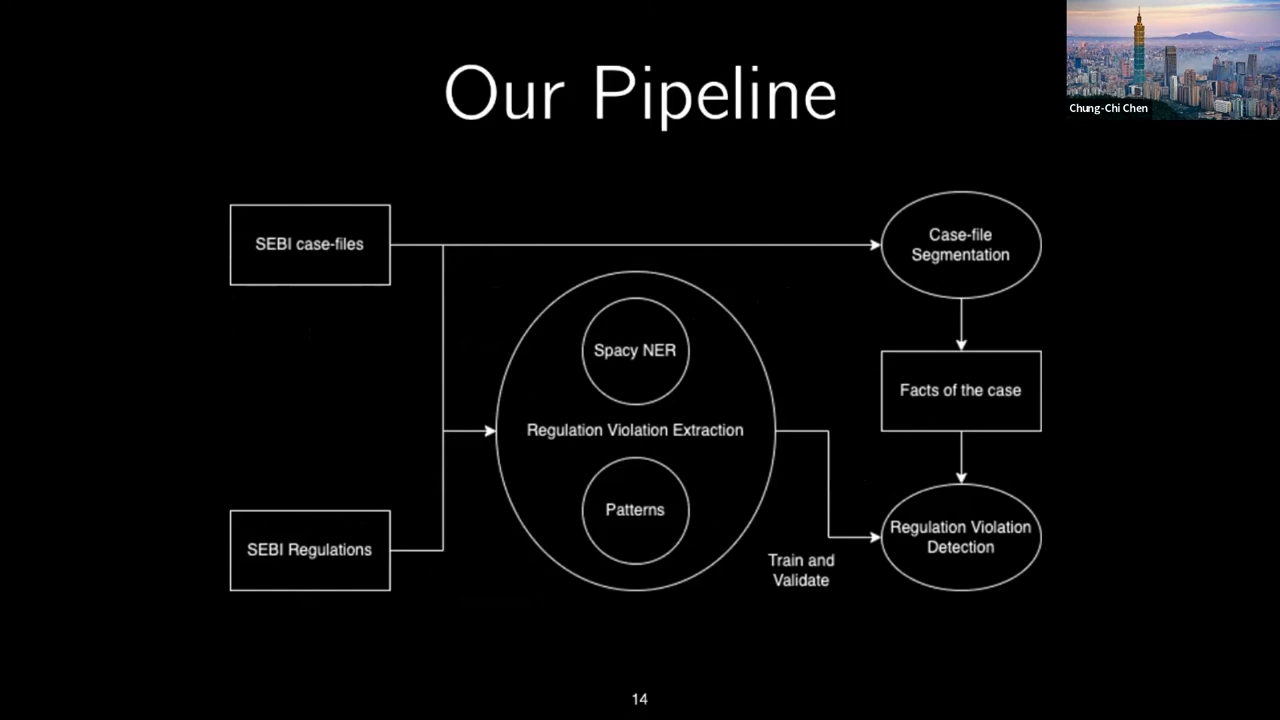 Our Pipeline
Chung-Chi Chen
SEBI case-files
Case-file
Segmentation
Spacy NER
Regulation Violation Extraction
Patterns
Facts of the case
SEBI Regulations
Regulation Violation
Detection
Train and
Validate
14